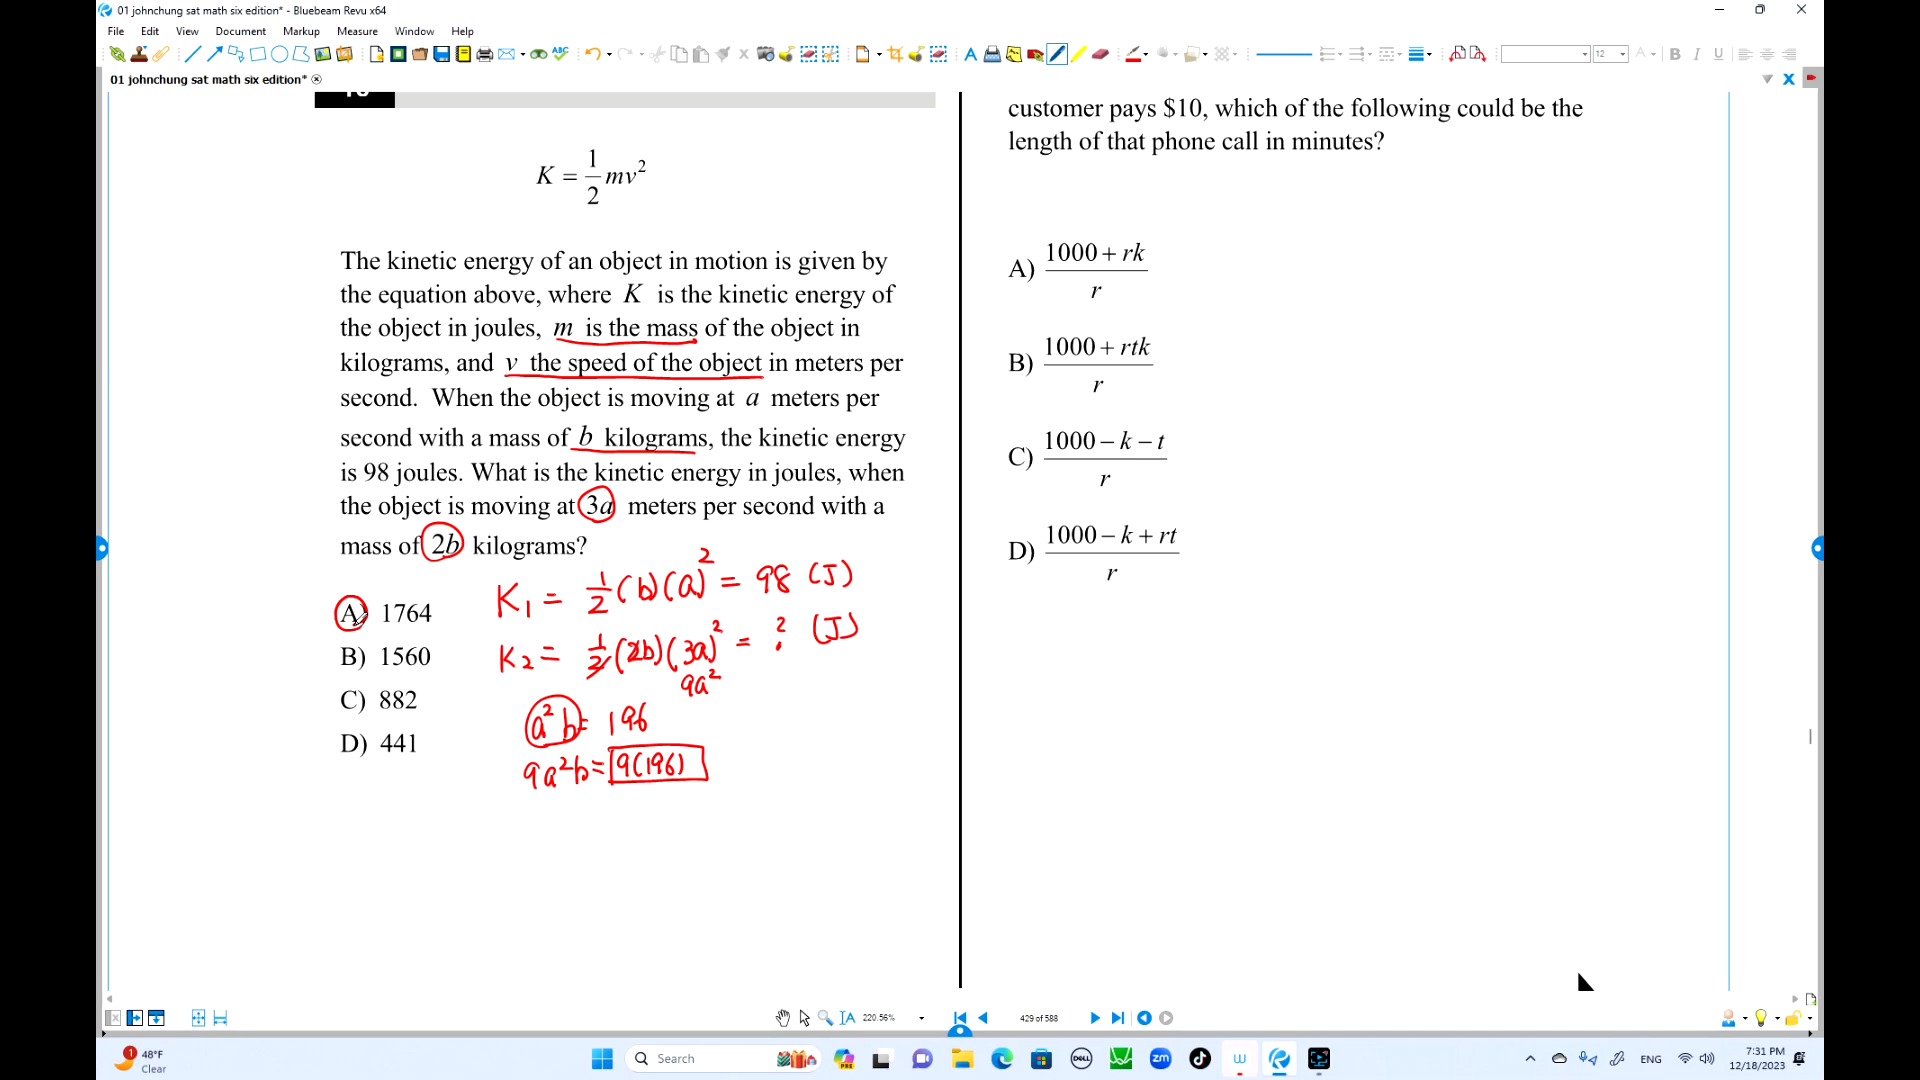 01 johnchung sat math six edition* - Bluebeam Revu x64
File Edit View Document Markup Measure Window Help
12
01 johnchung sat math six edition*
K = 1/2 mv²
The kinetic energy of an object in motion is given by
the equation above, where K is the kinetic energy of
the object in joules, m is the mass of the object in
kilograms, and v the speed of the object in meters per
second. When the object is moving at a meters per
second with a mass of b kilograms, the kinetic energy
is 98 joules. What is the kinetic energy in joules, when
the object is moving at 3a meters per second with a
mass of 2b kilograms?
A) 1764
B) 1560
C) 882
D) 441
K₁ = 1/2 (b)(a)² = 98 (J)
K₂ = 1/2 (2b)(3a)² = ? (J)
9a²
a²b = 196
9a²b = 9(196)
customer pays $10, which of the following could be the
length of that phone call in minutes?
A) (1000 + rk)/r
B) (1000 + rtk)/r
C) (1000 − k − t)/r
D) (1000 − k + rt)/r
220.56%
429 of 588
1
48°F
Clear
Search
PRE
DELL
zm
W
ENG
7:31 PM
12/18/2023